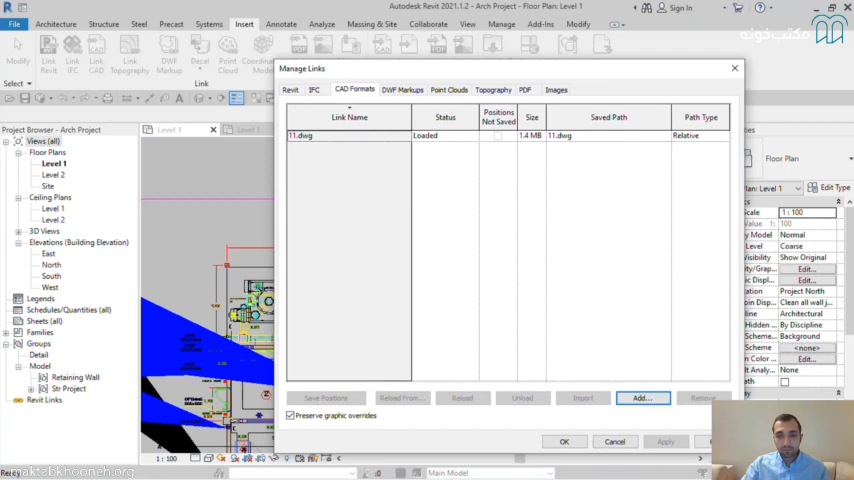 Autodesk Revit 2021.1.2 - Arch Project - Floor Plan: Level 1
Sign In
File Architecture Structure Steel Precast Systems Insert Annotate Analyze Massing & Site Collaborate View Manage Add-Ins Modify
مکتب‌خونه
Modify
Link Revit
Link IFC
Link CAD
Link Topography
DWF Markup
Decal
Point Cloud
Coordination Model
Select
Link
Manage Links
Revit IFC CAD Formats DWF Markups Point Clouds Topography PDF Images
Link Name Status Positions Not Saved Size Saved Path Path Type
11.dwg Loaded 1.4 MB 11.dwg Relative
Save Positions Reload From... Reload Unload Import Add... Remove
Preserve graphic overrides
OK Cancel Apply
Project Browser - Arch Project
Views (all)
Floor Plans
Level 1
Level 2
Site
Ceiling Plans
Level 1
Level 2
3D Views
Elevations (Building Elevation)
East
North
South
West
Legends
Schedules/Quantities (all)
Sheets (all)
Families
Groups
Detail
Model
Retaining Wall
Str Project
Revit Links
Level 1
Level 1
Floor Plan
Edit Type
1 : 100
100
Normal
Coarse
Show Original
Edit...
Edit...
Project North
Clean all wall j...
Architectural
By Discipline
Background
<none>
Edit...
None
1 : 100
Ready
maktabkhooneh.org
:0
Main Model